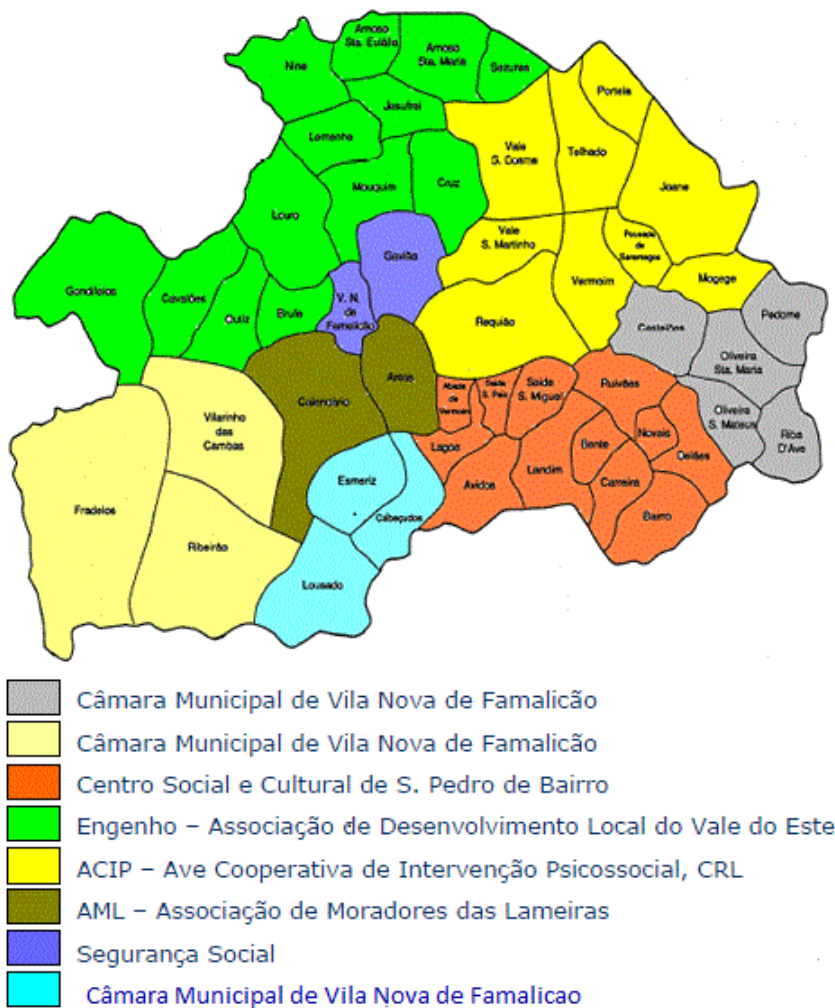 Arnoso
Sta. Eulália
Arnoso
Sta. Maria
Nine
Sezures
Portela
Jesufrei
Lemenhe
Vale
S. Cosme
Telhado
Mouquim
Cruz
Joane
Louro
Vale
S. Martinho
Pousada
de
Saramagos
Gavião
Gondifelos
Cavalões
Vermoim
Mogege
Outiz
Brufe
V. N.
de
Famalicão
Requião
Pedome
Castelões
Oliveira
Sta. Maria
Antas
Calendário
Abade
de
Vermoim
Seide
S. Paio
Seide
S. Miguel
Ruivães
Vilarinho
das
Cambas
Oliveira
S. Mateus
Riba
D'Ave
Novais
Lagoa
Bente
Delães
Esmeriz
Avidos
Landim
Carreira
Fradelos
Cabeçudos
Bairro
Ribeirão
Lousado
Câmara Municipal de Vila Nova de Famalicão
Câmara Municipal de Vila Nova de Famalicão
Centro Social e Cultural de S. Pedro de Bairro
Engenho – Associação de Desenvolvimento Local do Vale do Este
ACIP – Ave Cooperativa de Intervenção Psicossocial, CRL
AML – Associação de Moradores das Lameiras
Segurança Social
Câmara Municipal de Vila Nova de Famalicao